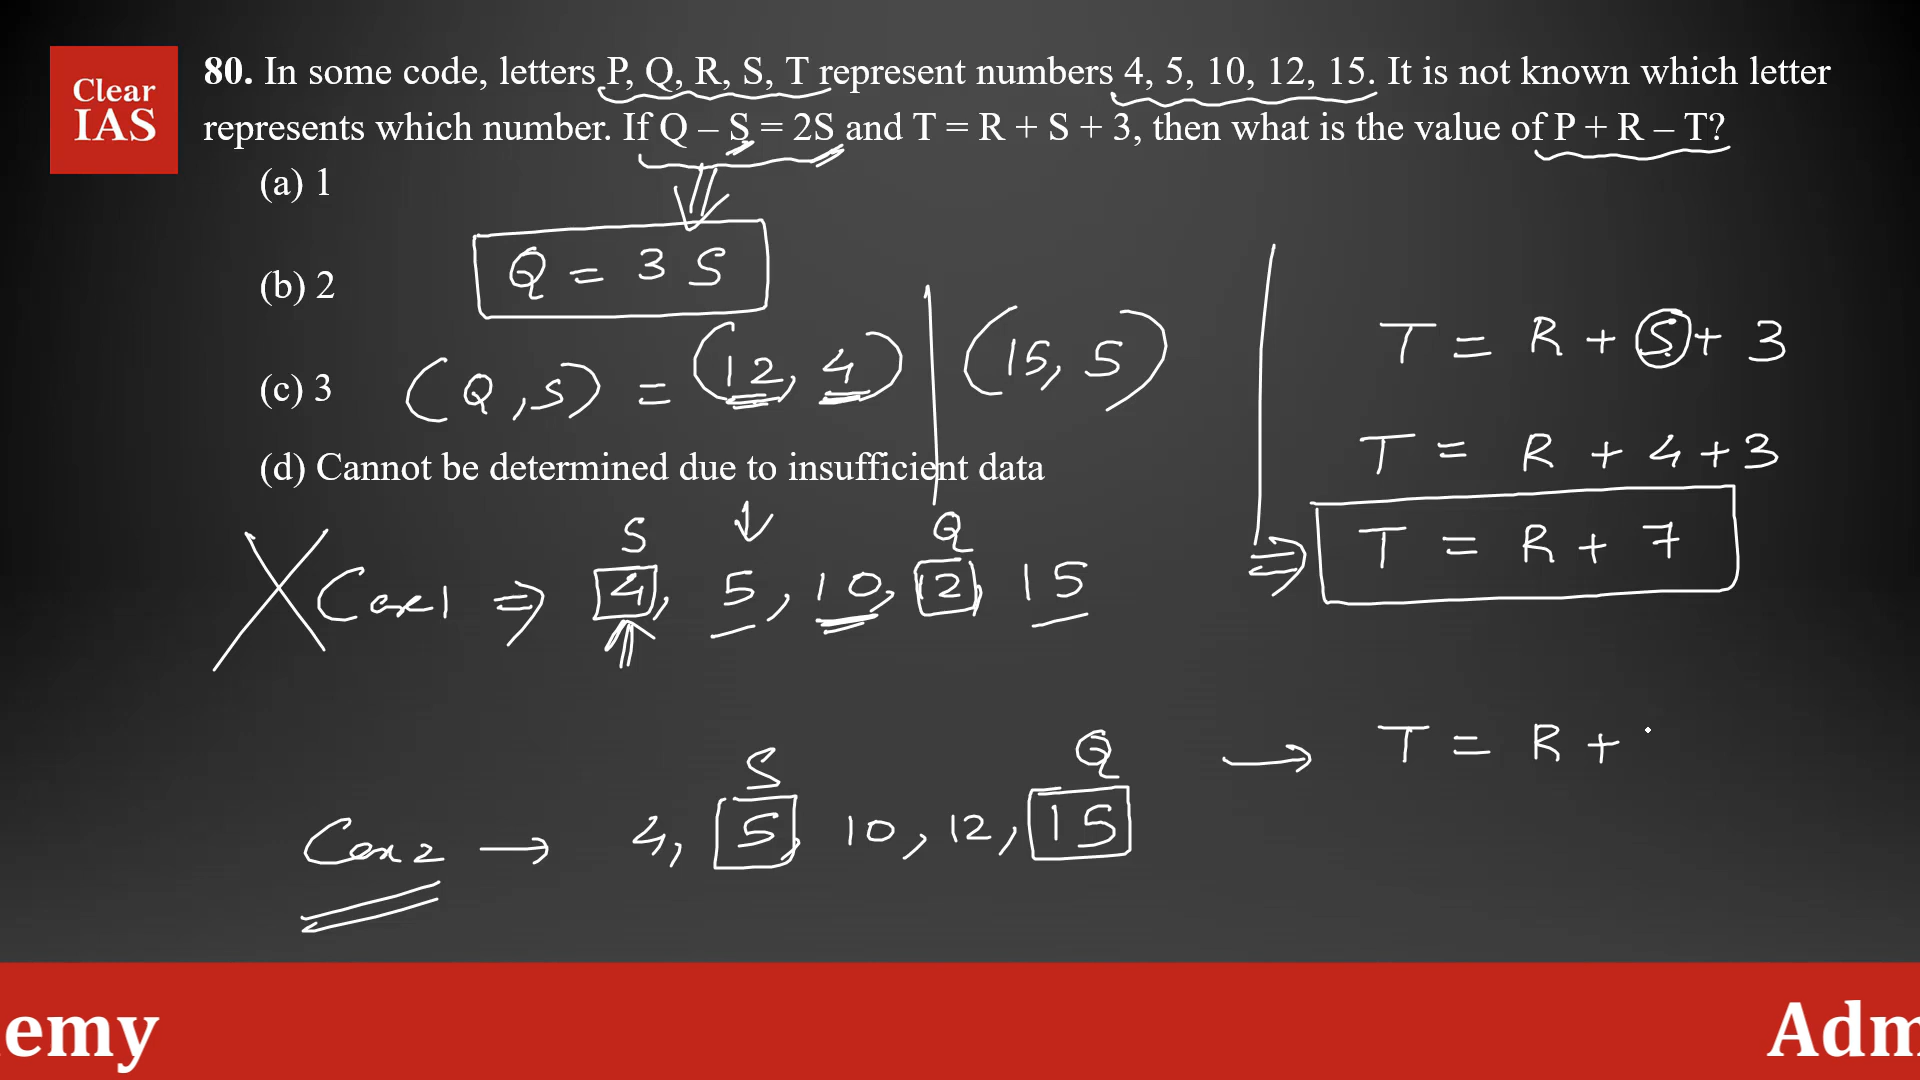 Clear
IAS
80. In some code, letters P, Q, R, S, T represent numbers 4, 5, 10, 12, 15. It is not known which letter
represents which number. If Q – S = 2S and T = R + S + 3, then what is the value of P + R – T?
(a) 1
(b) 2
(c) 3
(d) Cannot be determined due to insufficient data
Q = 3 S
(Q, S) = (12, 4) | (15, 5)
T = R + S + 3
T = R + 4 + 3
⇒ T = R + 7
S Q
Case 1 ⇒ 4, 5, 10, 12, 15
S Q
Case 2 → 4, 5, 10, 12, 15
→ T = R +
emy
Adm